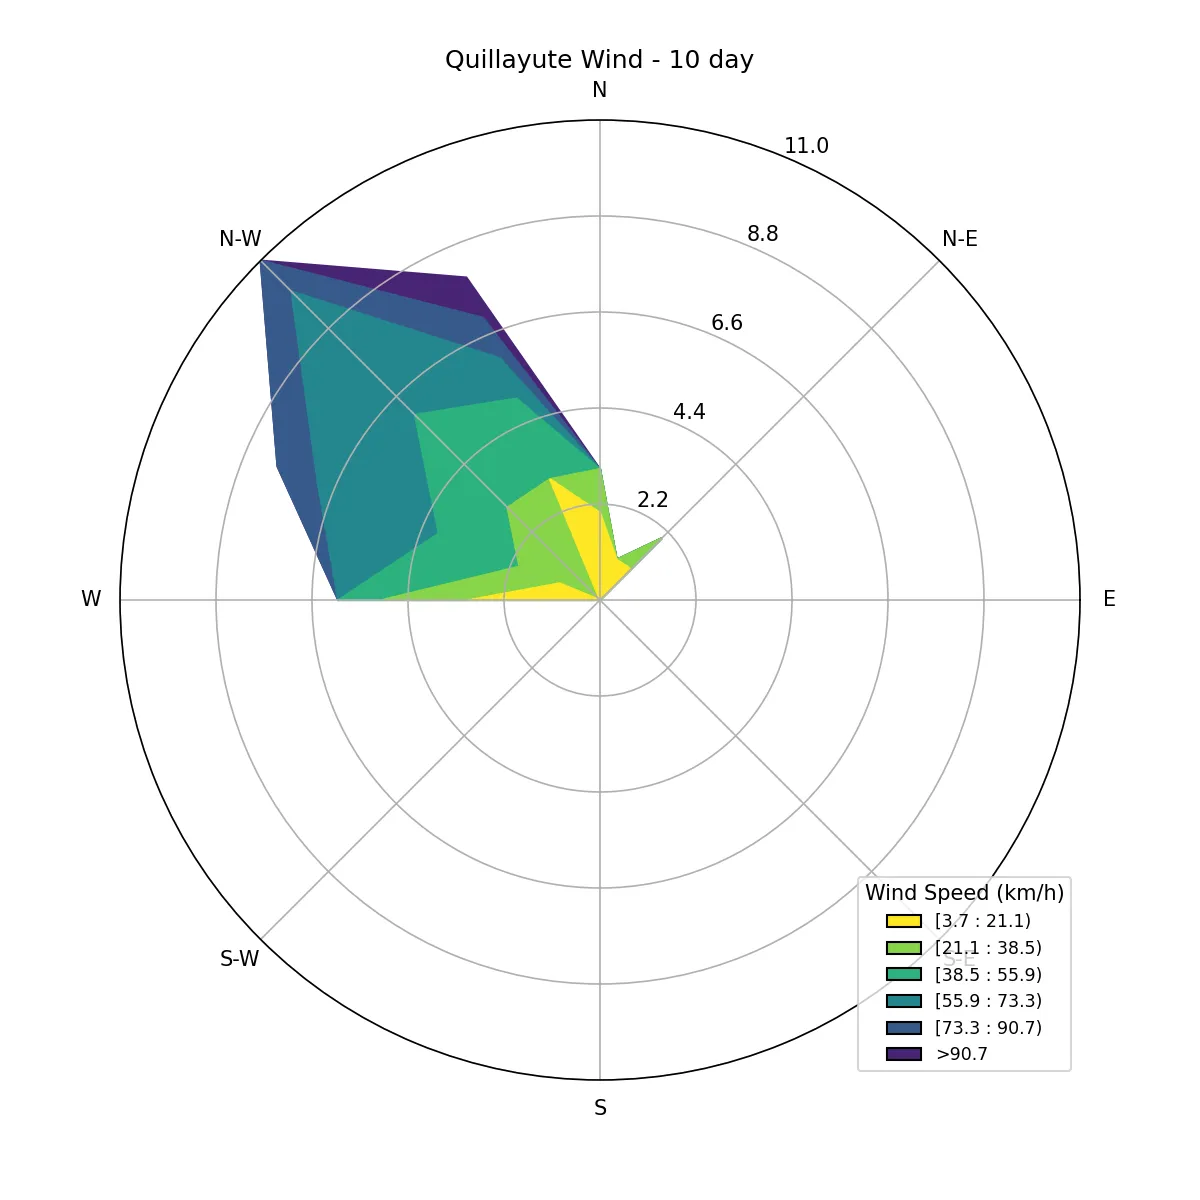 Quillayute Wind - 10 day
N
11.0
N-W
8.8
N-E
6.6
4.4
2.2
W
E
S-W
S-E
S
Wind Speed (km/h)
[3.7 : 21.1)
[21.1 : 38.5)
[38.5 : 55.9)
[55.9 : 73.3)
[73.3 : 90.7)
>90.7